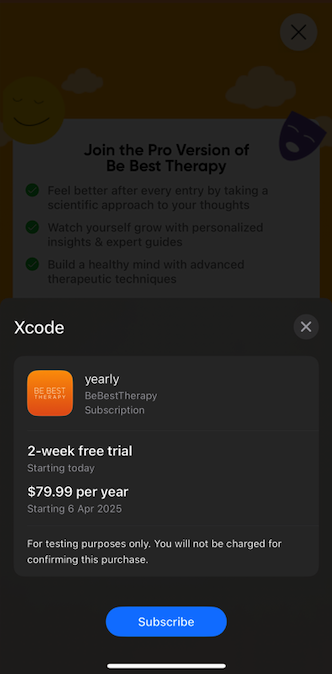 Join the Pro Version of
Be Best Therapy
Feel better after every entry by taking a
scientific approach to your thoughts
Watch yourself grow with personalized
insights & expert guides
Build a healthy mind with advanced
therapeutic techniques
Xcode
BE BEST
THERAPY
yearly
BeBestTherapy
Subscription
2-week free trial
Starting today
$79.99 per year
Starting 6 Apr 2025
For testing purposes only. You will not be charged for
confirming this purchase.
Subscribe